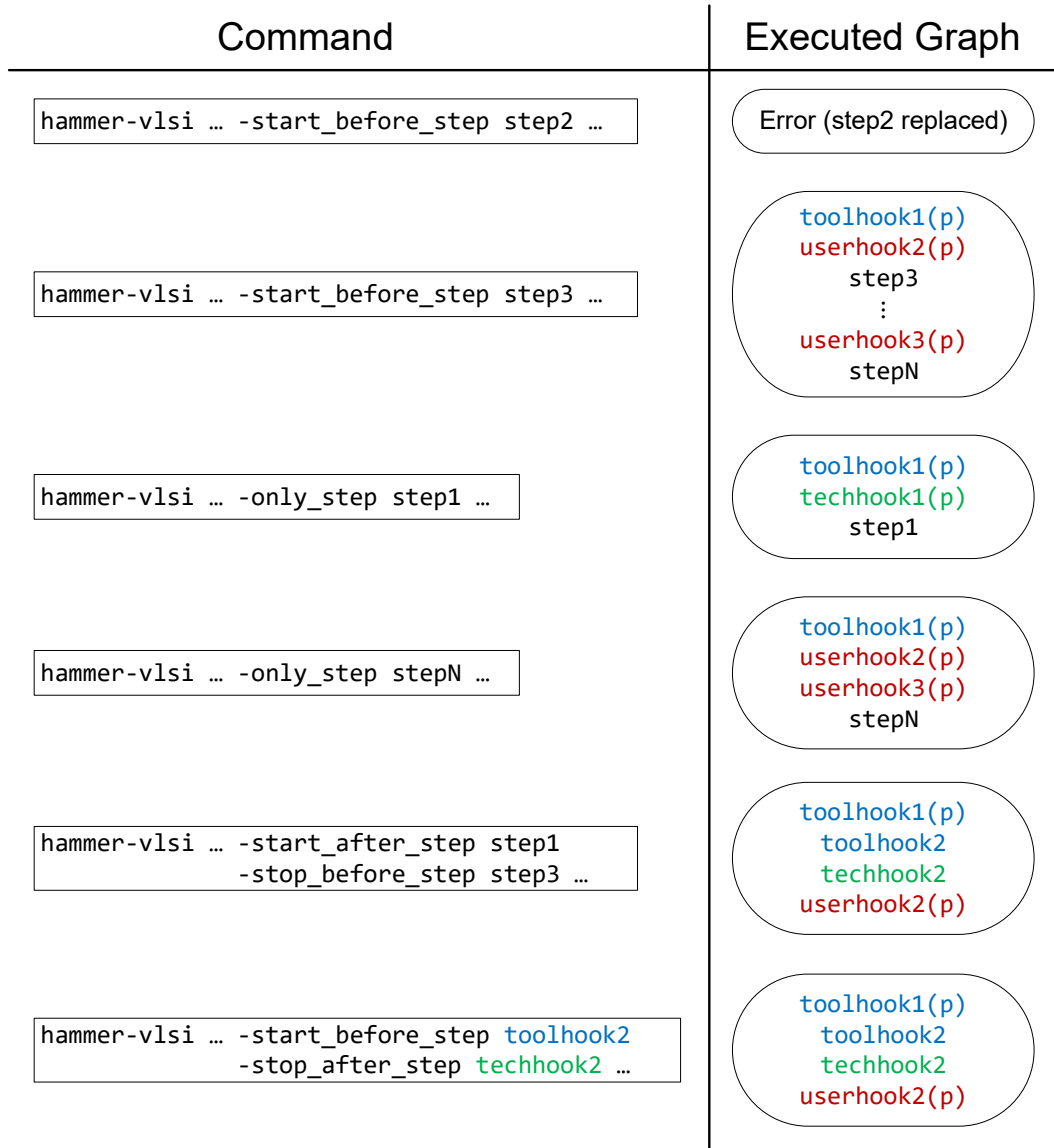 Command
Executed Graph
hammer-vlsi … -start_before_step step2 …
Error (step2 replaced)
hammer-vlsi … -start_before_step step3 …
toolhook1(p)
userhook2(p)
step3
⋮
userhook3(p)
stepN
hammer-vlsi … -only_step step1 …
toolhook1(p)
techhook1(p)
step1
hammer-vlsi … -only_step stepN …
toolhook1(p)
userhook2(p)
userhook3(p)
stepN
hammer-vlsi … -start_after_step step1
-stop_before_step step3 …
toolhook1(p)
toolhook2
techhook2
userhook2(p)
hammer-vlsi … -start_before_step toolhook2
-stop_after_step techhook2 …
toolhook1(p)
toolhook2
techhook2
userhook2(p)